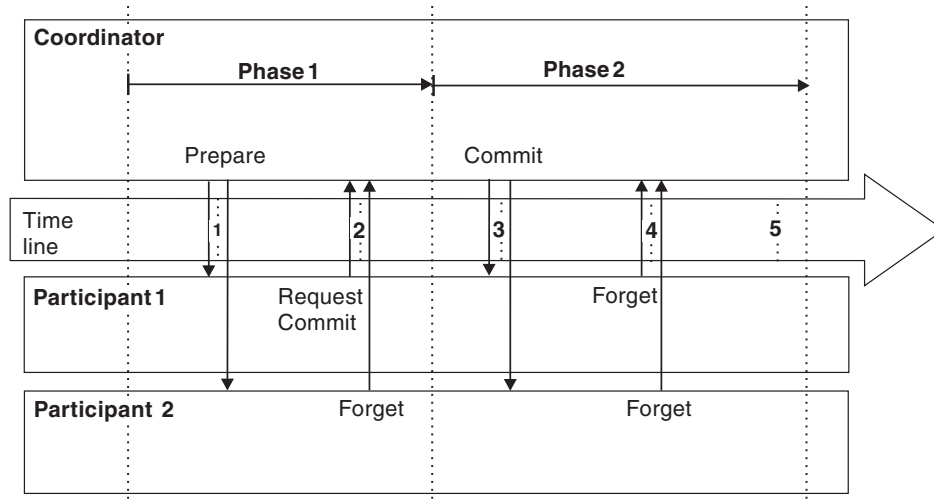 Coordinator
Phase 1
Phase 2
Prepare
Commit
Time
line
1
2
3
4
5
Participant 1
Request
Commit
Forget
Participant 2
Forget
Forget